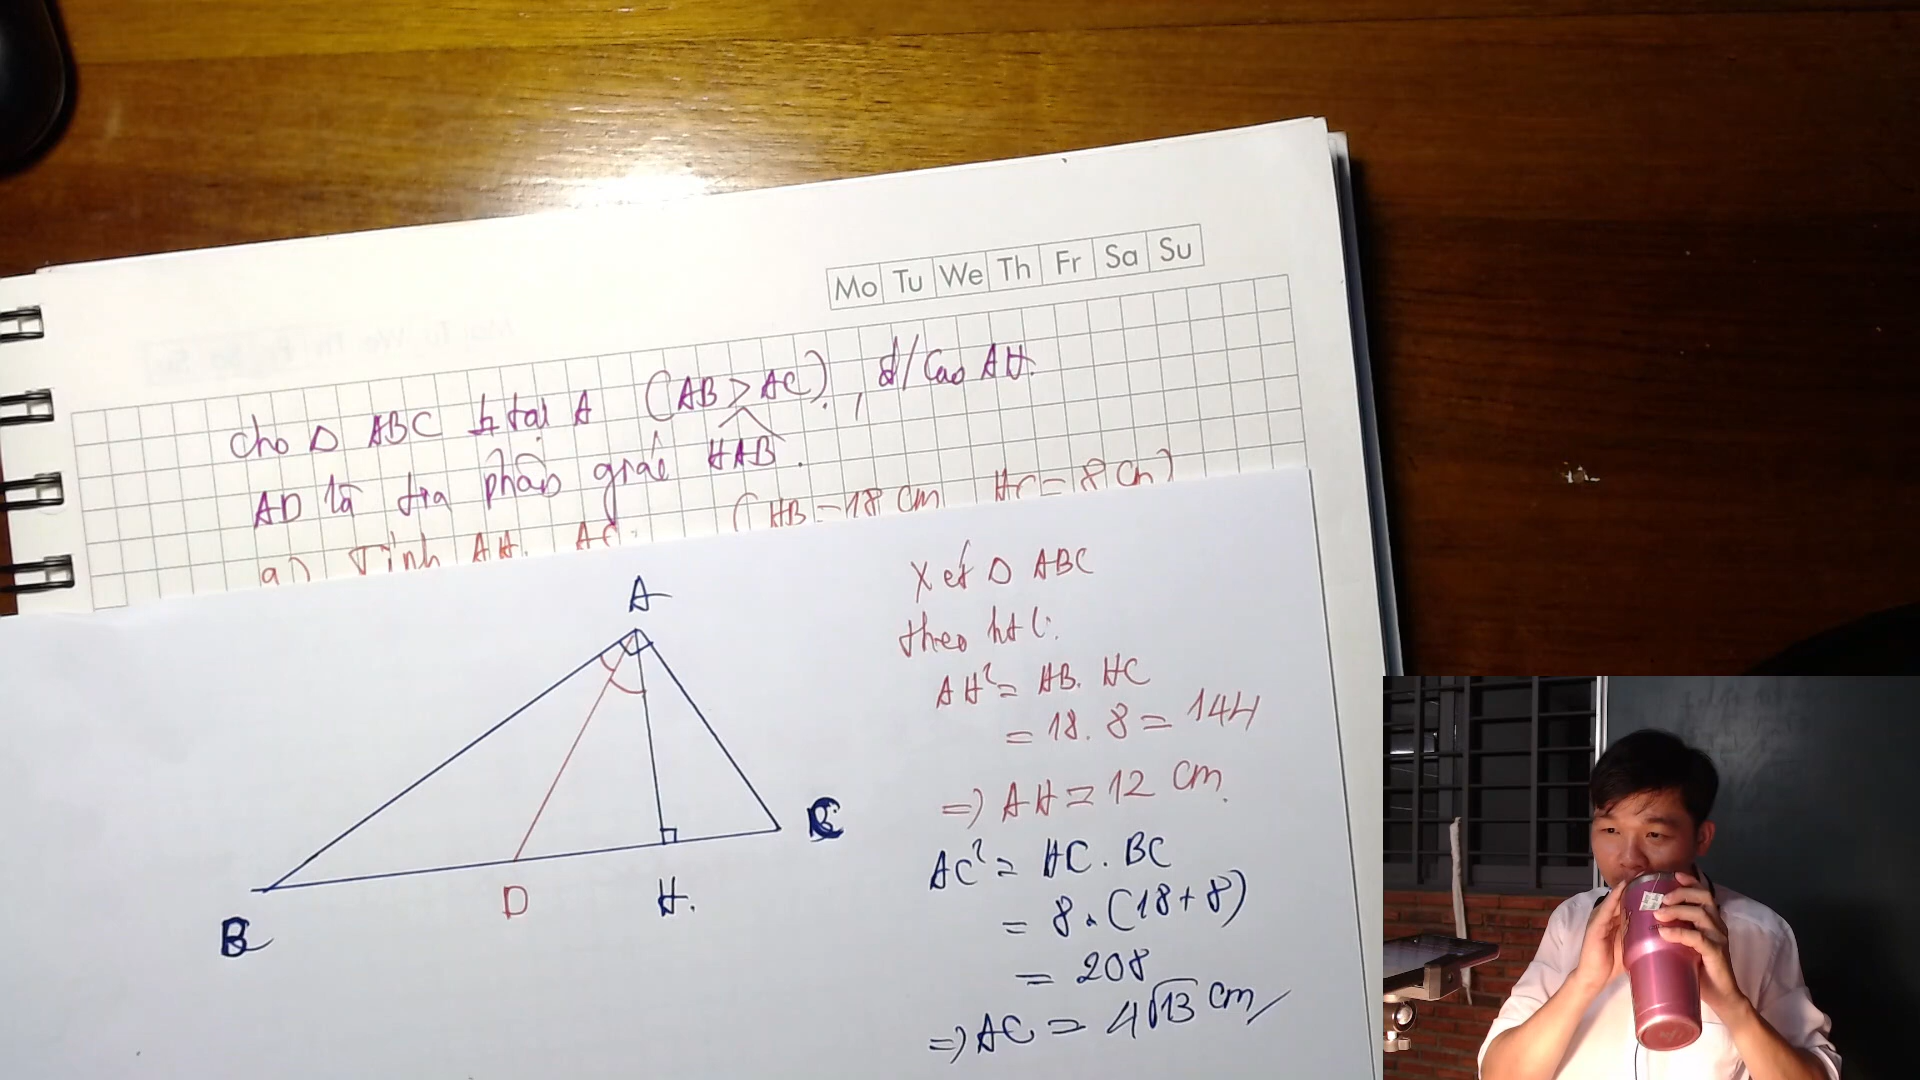 Mo Tu We Th Fr Sa Su
Cho Δ ABC ⊥ tại A (AB > AC), đ/Cao AH.
AD là tia phân giác HAB.
a) Tính AH, AC. (HB = 18 cm, HC = 8 cm)
A
B
D
H.
C
Xét Δ ABC
theo htl:
AH² = HB. HC
= 18. 8 = 144
=> AH = 12 cm.
AC² = HC. BC
= 8. (18+8)
= 208
=> AC = 4√13 cm